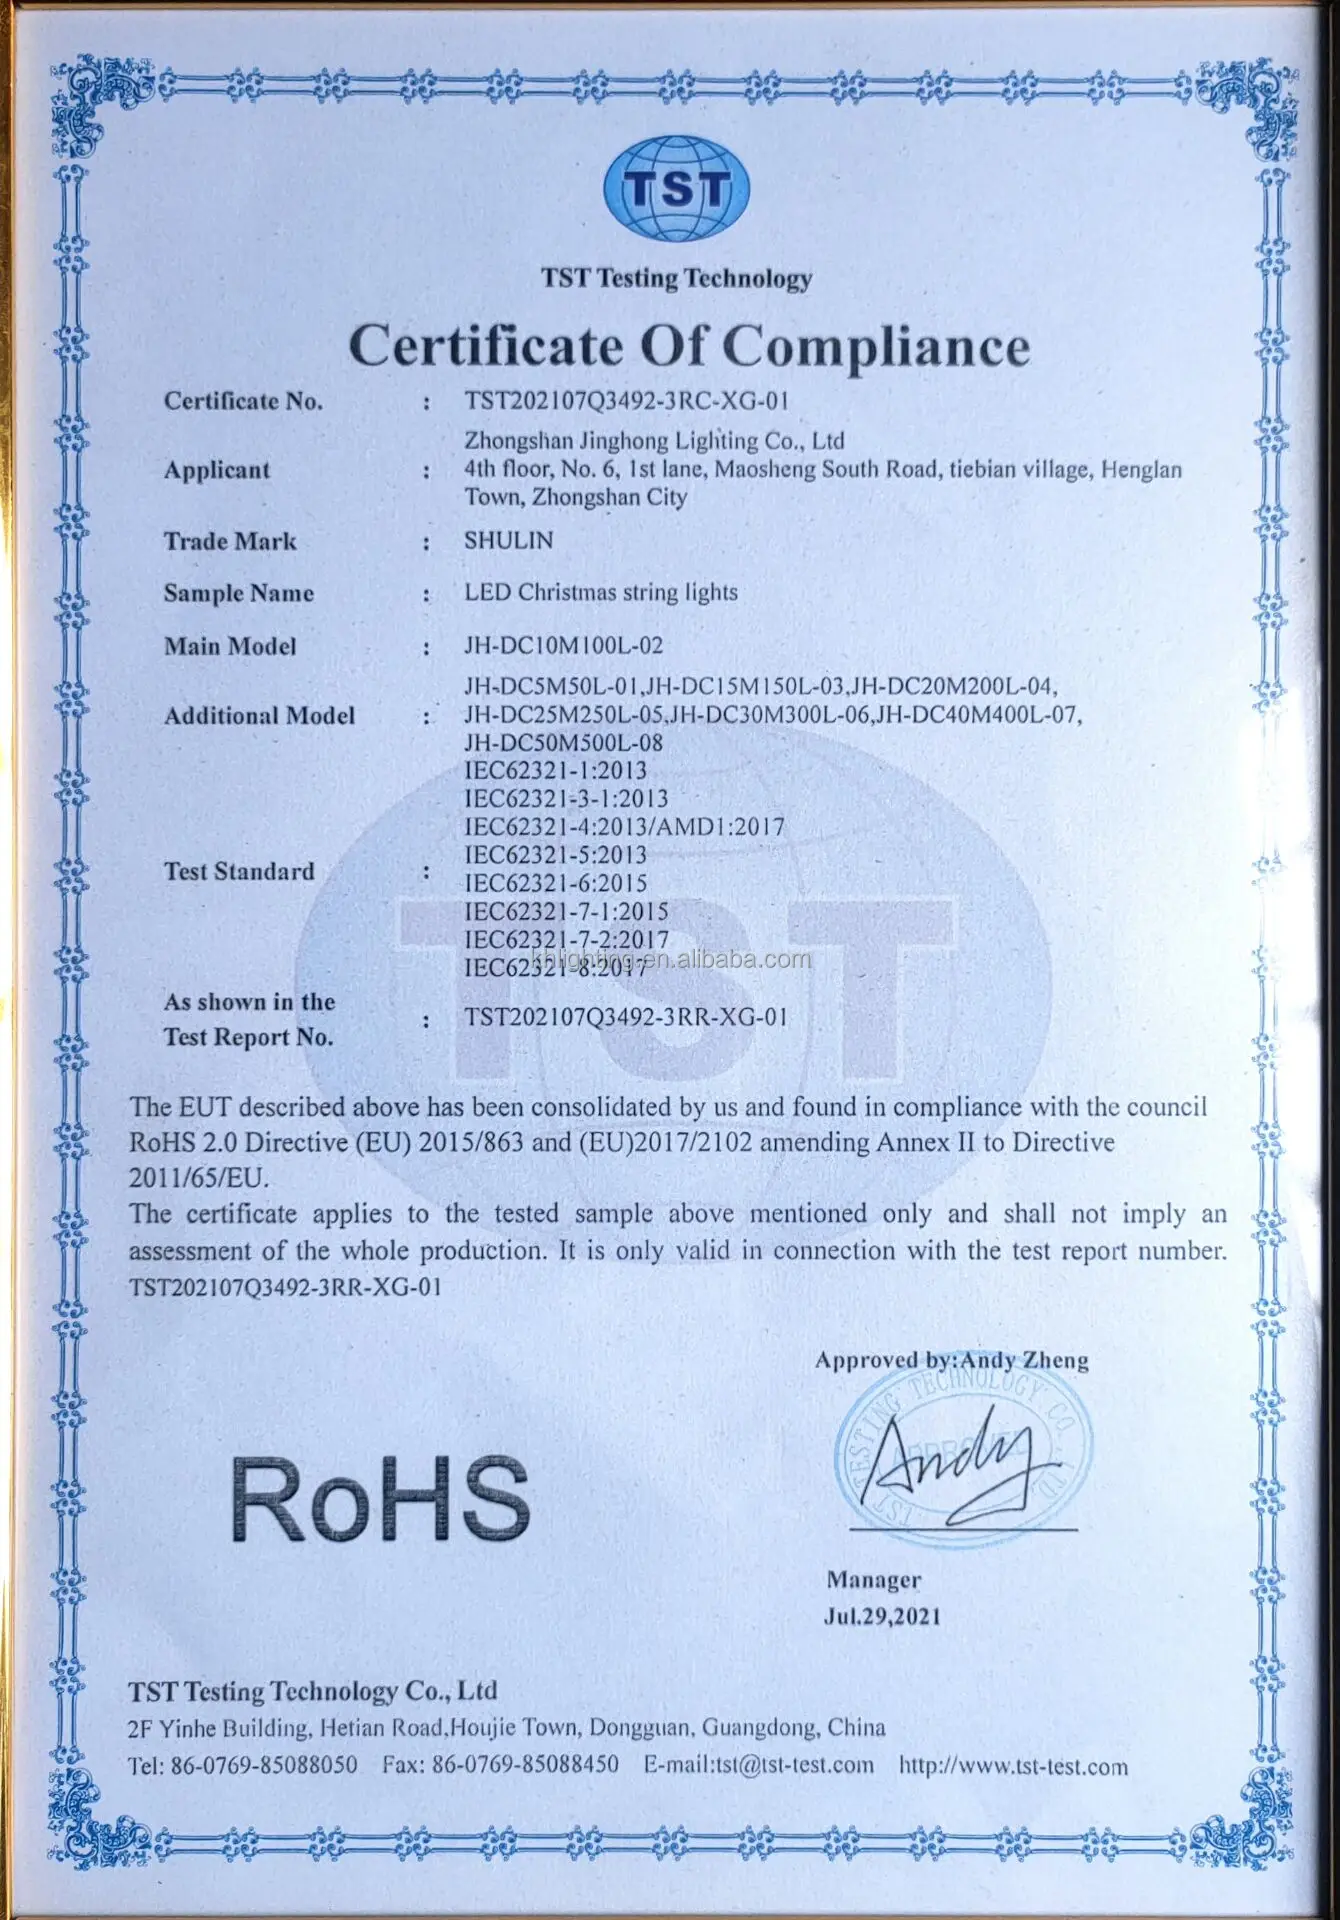 TST
TST Testing Technology
Certificate Of Compliance
Certificate No. : TST202107Q3492-3RC-XG-01
Zhongshan Jinghong Lighting Co., Ltd
Applicant : 4th floor, No. 6, 1st lane, Maosheng South Road, tiebian village, Henglan
Town, Zhongshan City
Trade Mark : SHULIN
Sample Name : LED Christmas string lights
Main Model : JH-DC10M100L-02
JH-DC5M50L-01,JH-DC15M150L-03,JH-DC20M200L-04,
Additional Model : JH-DC25M250L-05,JH-DC30M300L-06,JH-DC40M400L-07,
JH-DC50M500L-08
IEC62321-1:2013
IEC62321-3-1:2013
IEC62321-4:2013/AMD1:2017
IEC62321-5:2013
Test Standard :
IEC62321-6:2015
IEC62321-7-1:2015
IEC62321-7-2:2017
khlighting.en.alibaba.com
IEC62321-8:2017
TST
As shown in the
Test Report No. : TST202107Q3492-3RR-XG-01
The EUT described above has been consolidated by us and found in compliance with the council
RoHS 2.0 Directive (EU) 2015/863 and (EU)2017/2102 amending Annex II to Directive
2011/65/EU.
The certificate applies to the tested sample above mentioned only and shall not imply an
assessment of the whole production. It is only valid in connection with the test report number.
TST202107Q3492-3RR-XG-01
Approved by:Andy Zheng
TST TESTING TECHNOLOGY CO., LTD
APPROVED
Andy
RoHS
Manager
Jul.29,2021
TST Testing Technology Co., Ltd
2F Yinhe Building, Hetian Road,Houjie Town, Dongguan, Guangdong, China
Tel: 86-0769-85088050 Fax: 86-0769-85088450 E-mail:tst@tst-test.com http://www.tst-test.com